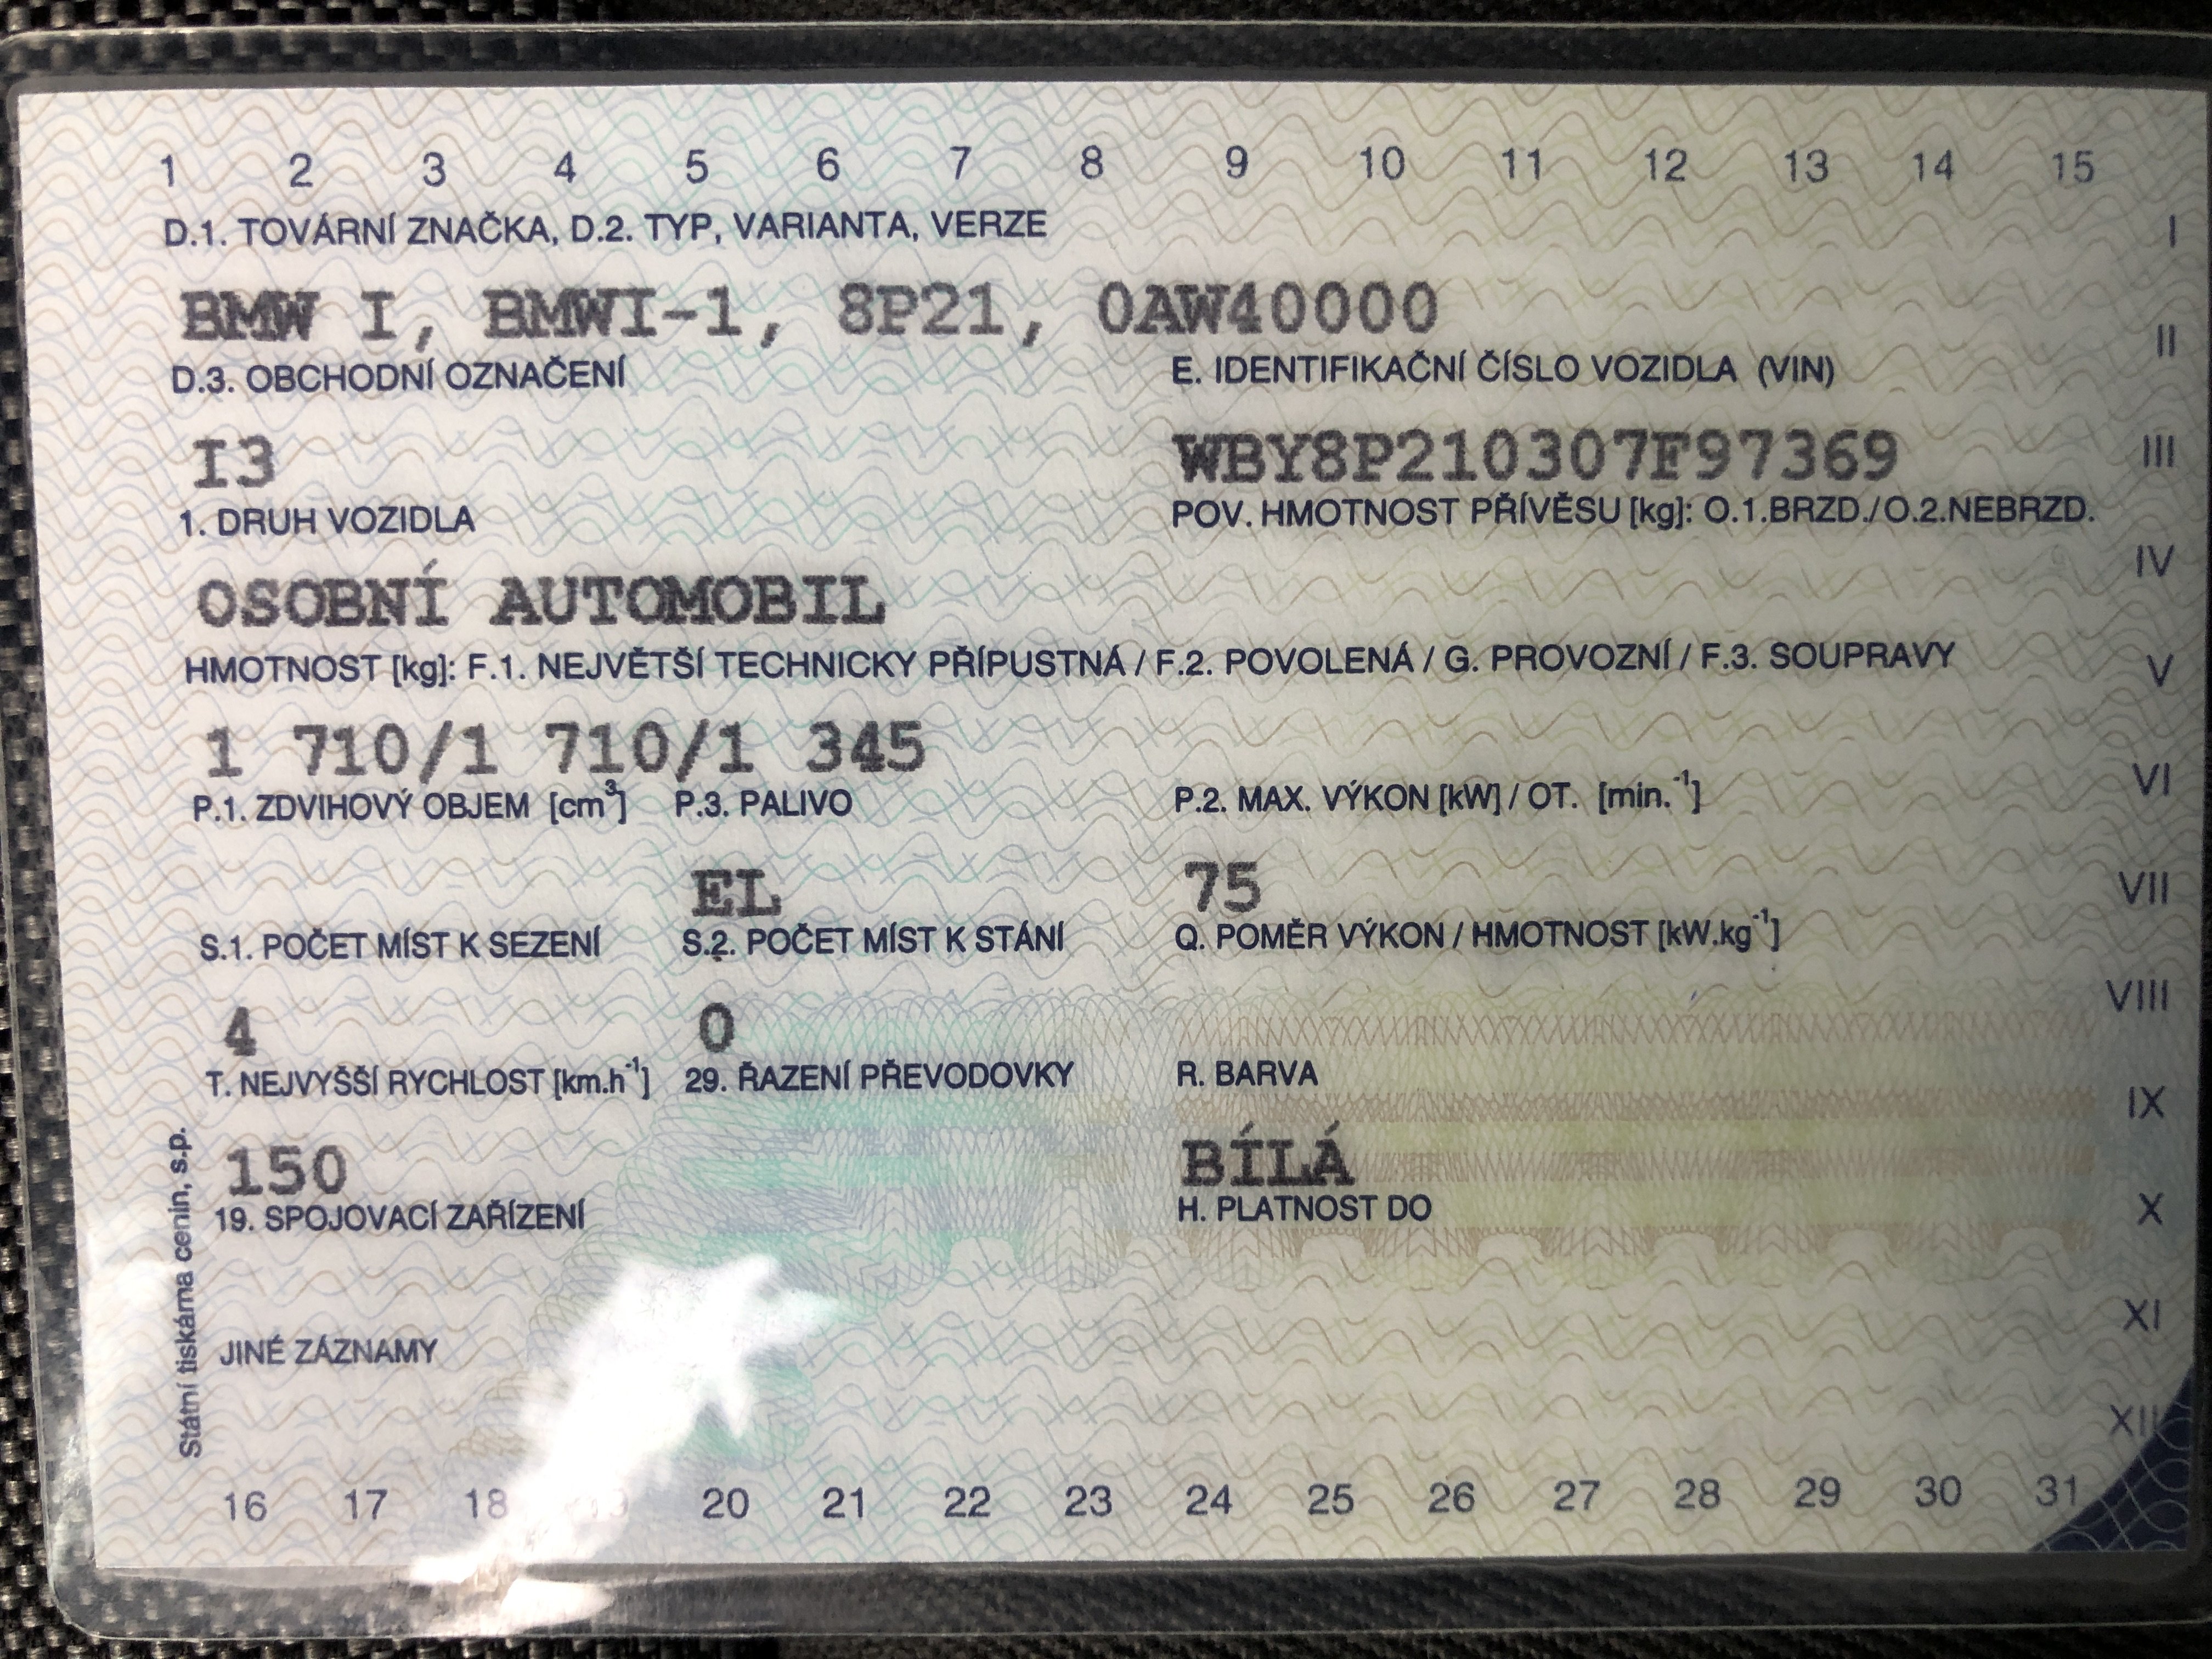 1 2 3 4 5 6 7 8 9 10 11 12 13 14 15
D.1. TOVÁRNÍ ZNAČKA, D.2. TYP, VARIANTA, VERZE
I
BMW I, BMWI-1, 8P21, 0AW40000
II
D.3. OBCHODNÍ OZNAČENÍ E. IDENTIFIKAČNÍ ČÍSLO VOZIDLA (VIN)
I3 WBY8P210307F97369
III
1. DRUH VOZIDLA POV. HMOTNOST PŘÍVĚSU [kg]: O.1.BRZD./O.2.NEBRZD.
IV
OSOBNÍ AUTOMOBIL
HMOTNOST [kg]: F.1. NEJVĚTŠÍ TECHNICKY PŘÍPUSTNÁ / F.2. POVOLENÁ / G. PROVOZNÍ / F.3. SOUPRAVY
V
1 710/1 710/1 345
VI
P.1. ZDVIHOVÝ OBJEM [cm³] P.3. PALIVO P.2. MAX. VÝKON [kW] / OT. [min.⁻¹]
EL 75
VII
S.1. POČET MÍST K SEZENÍ S.2. POČET MÍST K STÁNÍ Q. POMĚR VÝKON / HMOTNOST [kW.kg⁻¹]
VIII
4 0
T. NEJVYŠŠÍ RYCHLOST [km.h⁻¹] 29. ŘAZENÍ PŘEVODOVKY R. BARVA
IX
150 BÍLÁ
19. SPOJOVACÍ ZAŘÍZENÍ H. PLATNOST DO
X
XI
JINÉ ZÁZNAMY
XII
Státní tiskárna cenin, s.p.
16 17 18 19 20 21 22 23 24 25 26 27 28 29 30 31